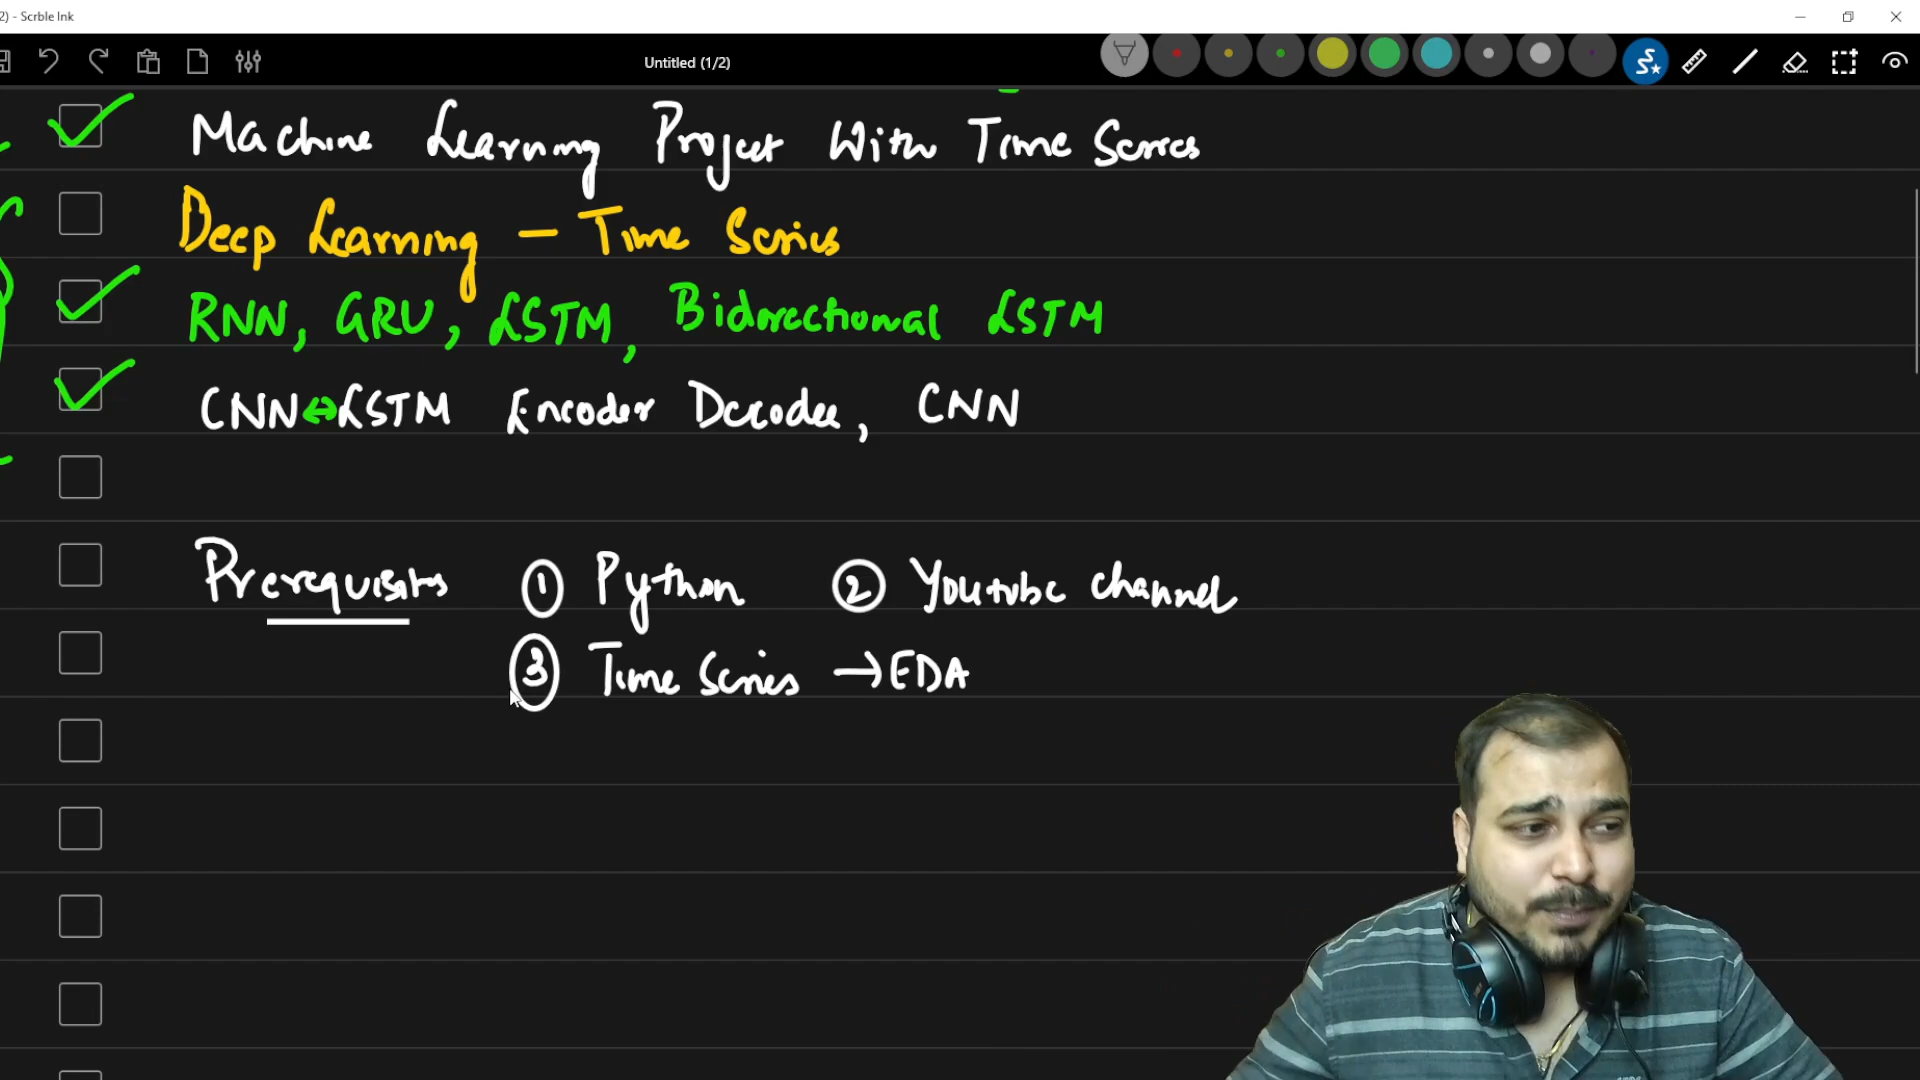 2) - Scrble Ink
Untitled (1/2)
Machine Learning Project With Time Series
Deep Learning - Time Series
RNN, GRU, LSTM, Bidirectional LSTM
CNN ↔ LSTM Encoder Decoder, CNN
Prerequisites ① Python ② Youtube channel
③ Time Series → EDA